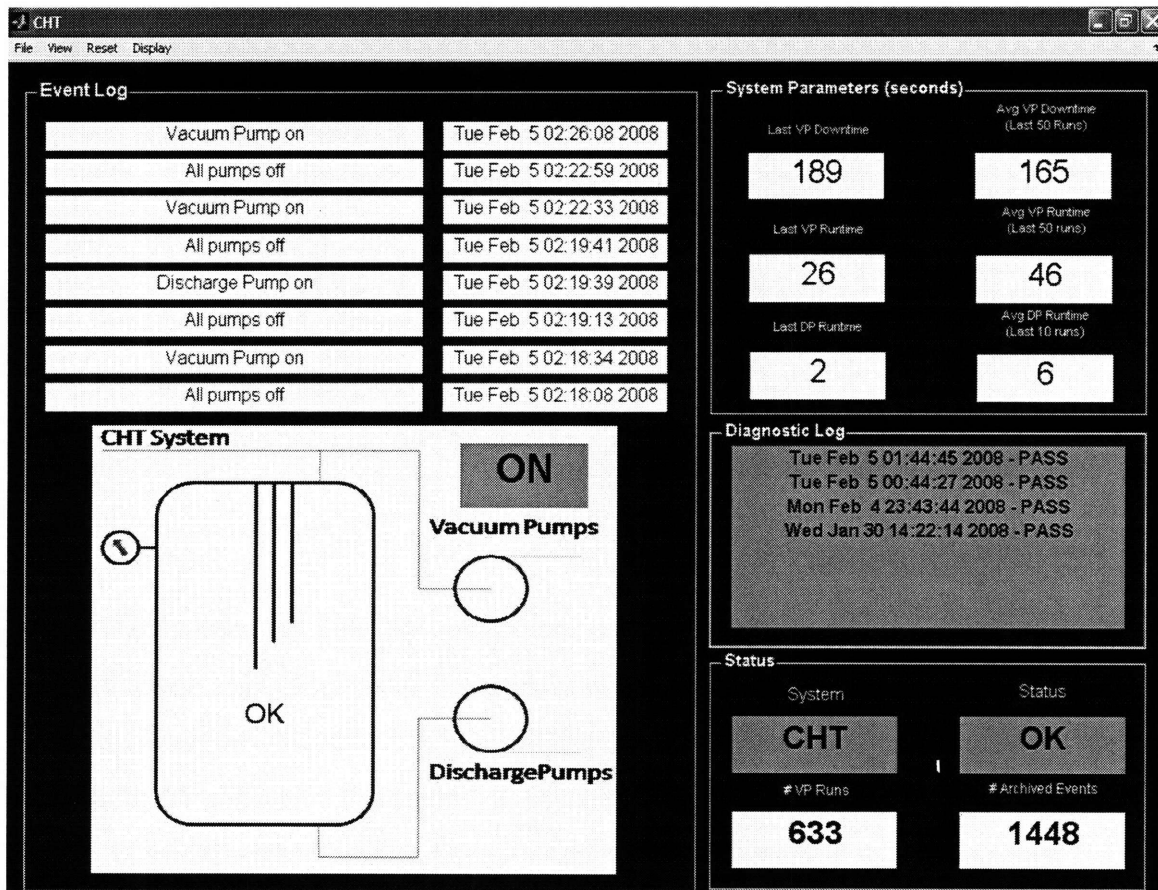 CHT
File View Reset Display
Event Log
Vacuum Pump on Tue Feb 5 02:26:08 2008
All pumps off Tue Feb 5 02:22:59 2008
Vacuum Pump on Tue Feb 5 02:22:33 2008
All pumps off Tue Feb 5 02:19:41 2008
Discharge Pump on Tue Feb 5 02:19:39 2008
All pumps off Tue Feb 5 02:19:13 2008
Vacuum Pump on Tue Feb 5 02:18:34 2008
All pumps off Tue Feb 5 02:18:08 2008
CHT System
ON
Vacuum Pumps
OK
DischargePumps
System Parameters (seconds)
Last VP Downtime
189
Avg VP Downtime
(Last 50 Runs)
165
Last VP Runtime
26
Avg VP Runtime
(Last 50 runs)
46
Last DP Runtime
2
Avg DP Runtime
(Last 10 runs)
6
Diagnostic Log
Tue Feb 5 01:44:45 2008 - PASS
Tue Feb 5 00:44:27 2008 - PASS
Mon Feb 4 23:43:44 2008 - PASS
Wed Jan 30 14:22:14 2008 - PASS
Status
System
CHT
Status
OK
# VP Runs
633
# Archived Events
1448